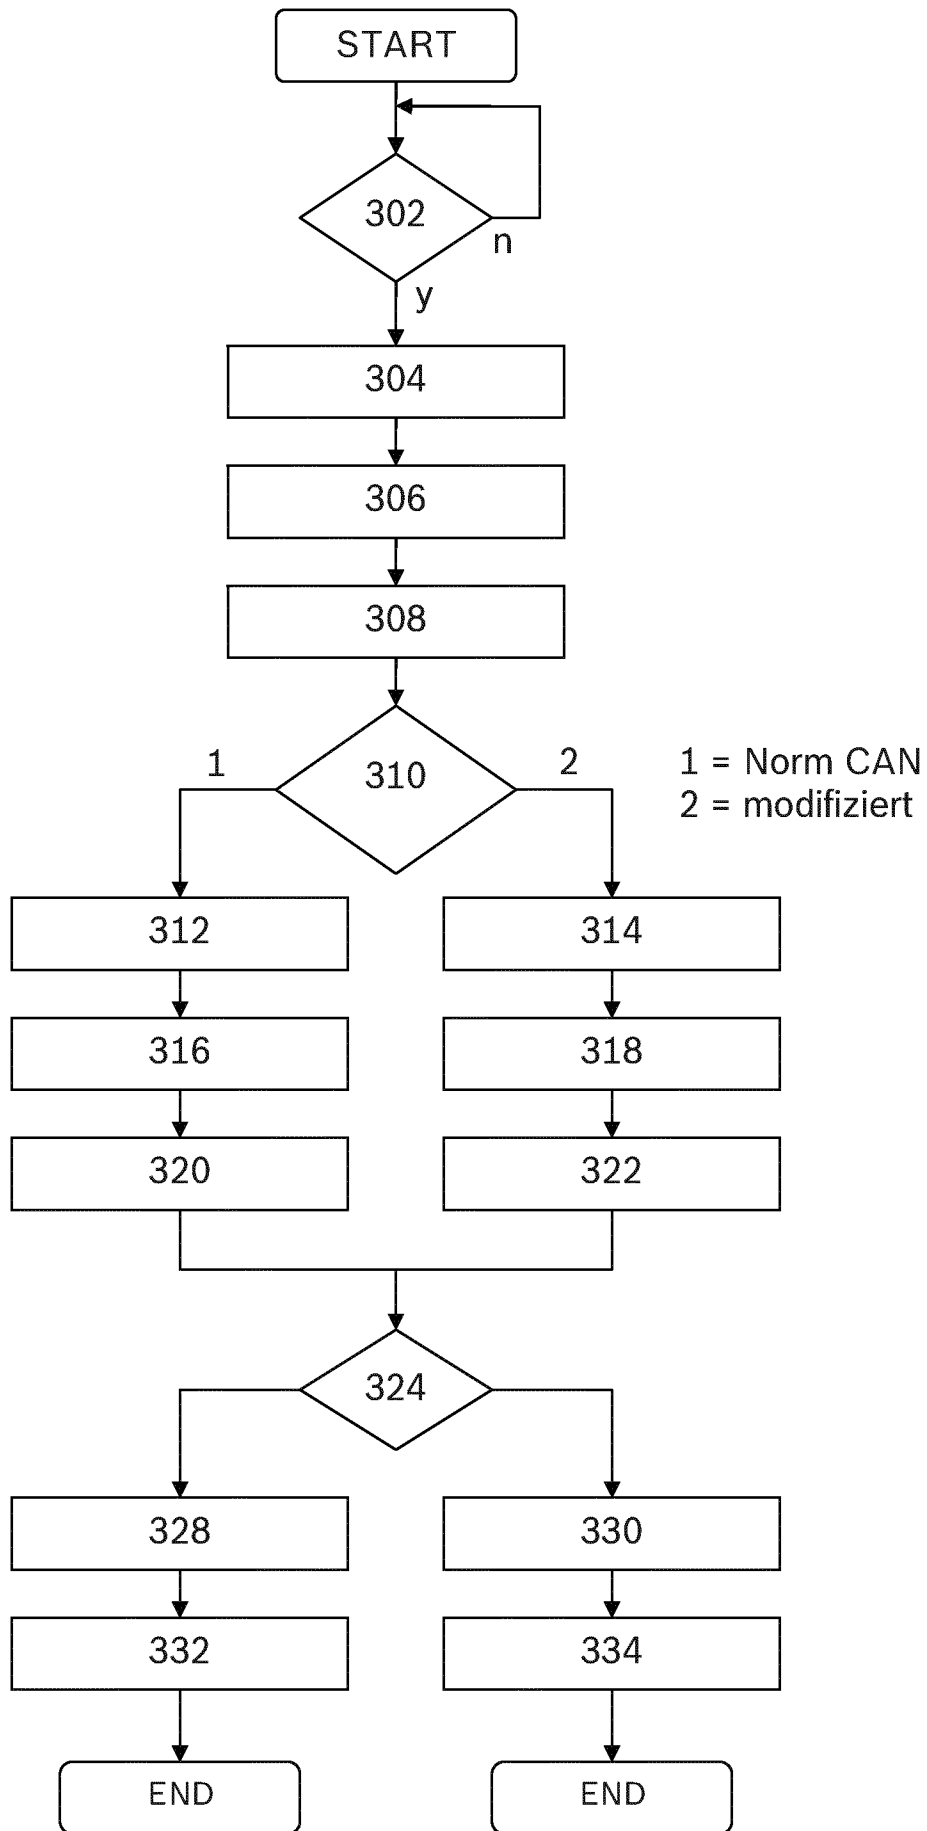 START
302
n
y
304
306
308
1
310
2
1 = Norm CAN
2 = modifiziert
312
314
316
318
320
322
324
328
330
332
334
END
END